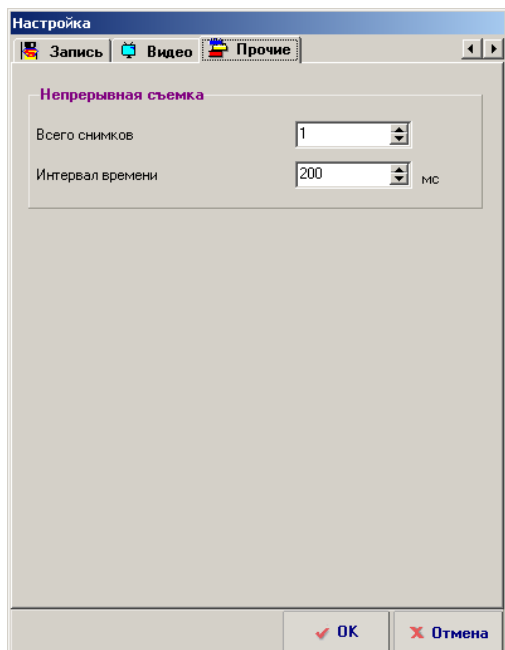 Настройка
Запись Видео Прочие
Непрерывная съемка
Всего снимков 1
Интервал времени 200 мс
OK Отмена